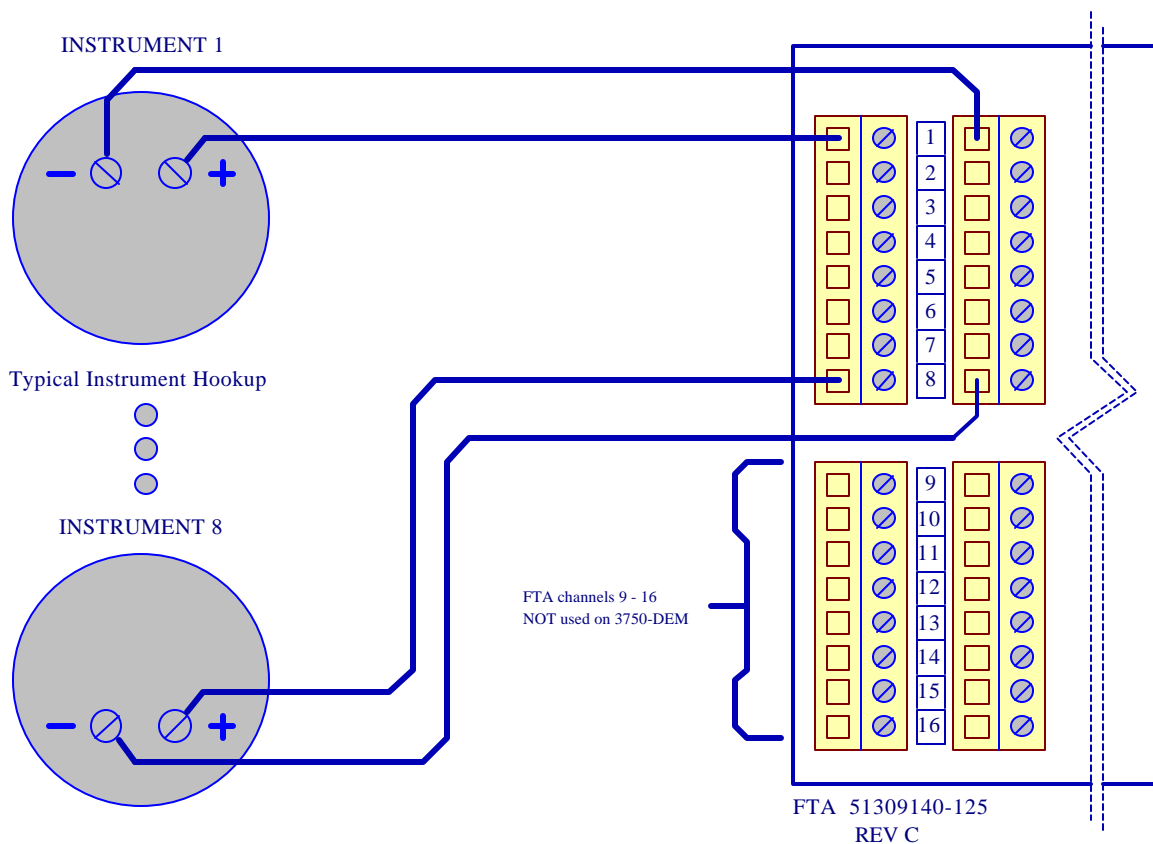 INSTRUMENT 1
− +
1
2
3
4
5
6
7
8
Typical Instrument Hookup
INSTRUMENT 8
− +
9
10
11
12
13
14
15
16
FTA channels 9 - 16
NOT used on 3750-DEM
FTA 51309140-125
REV C